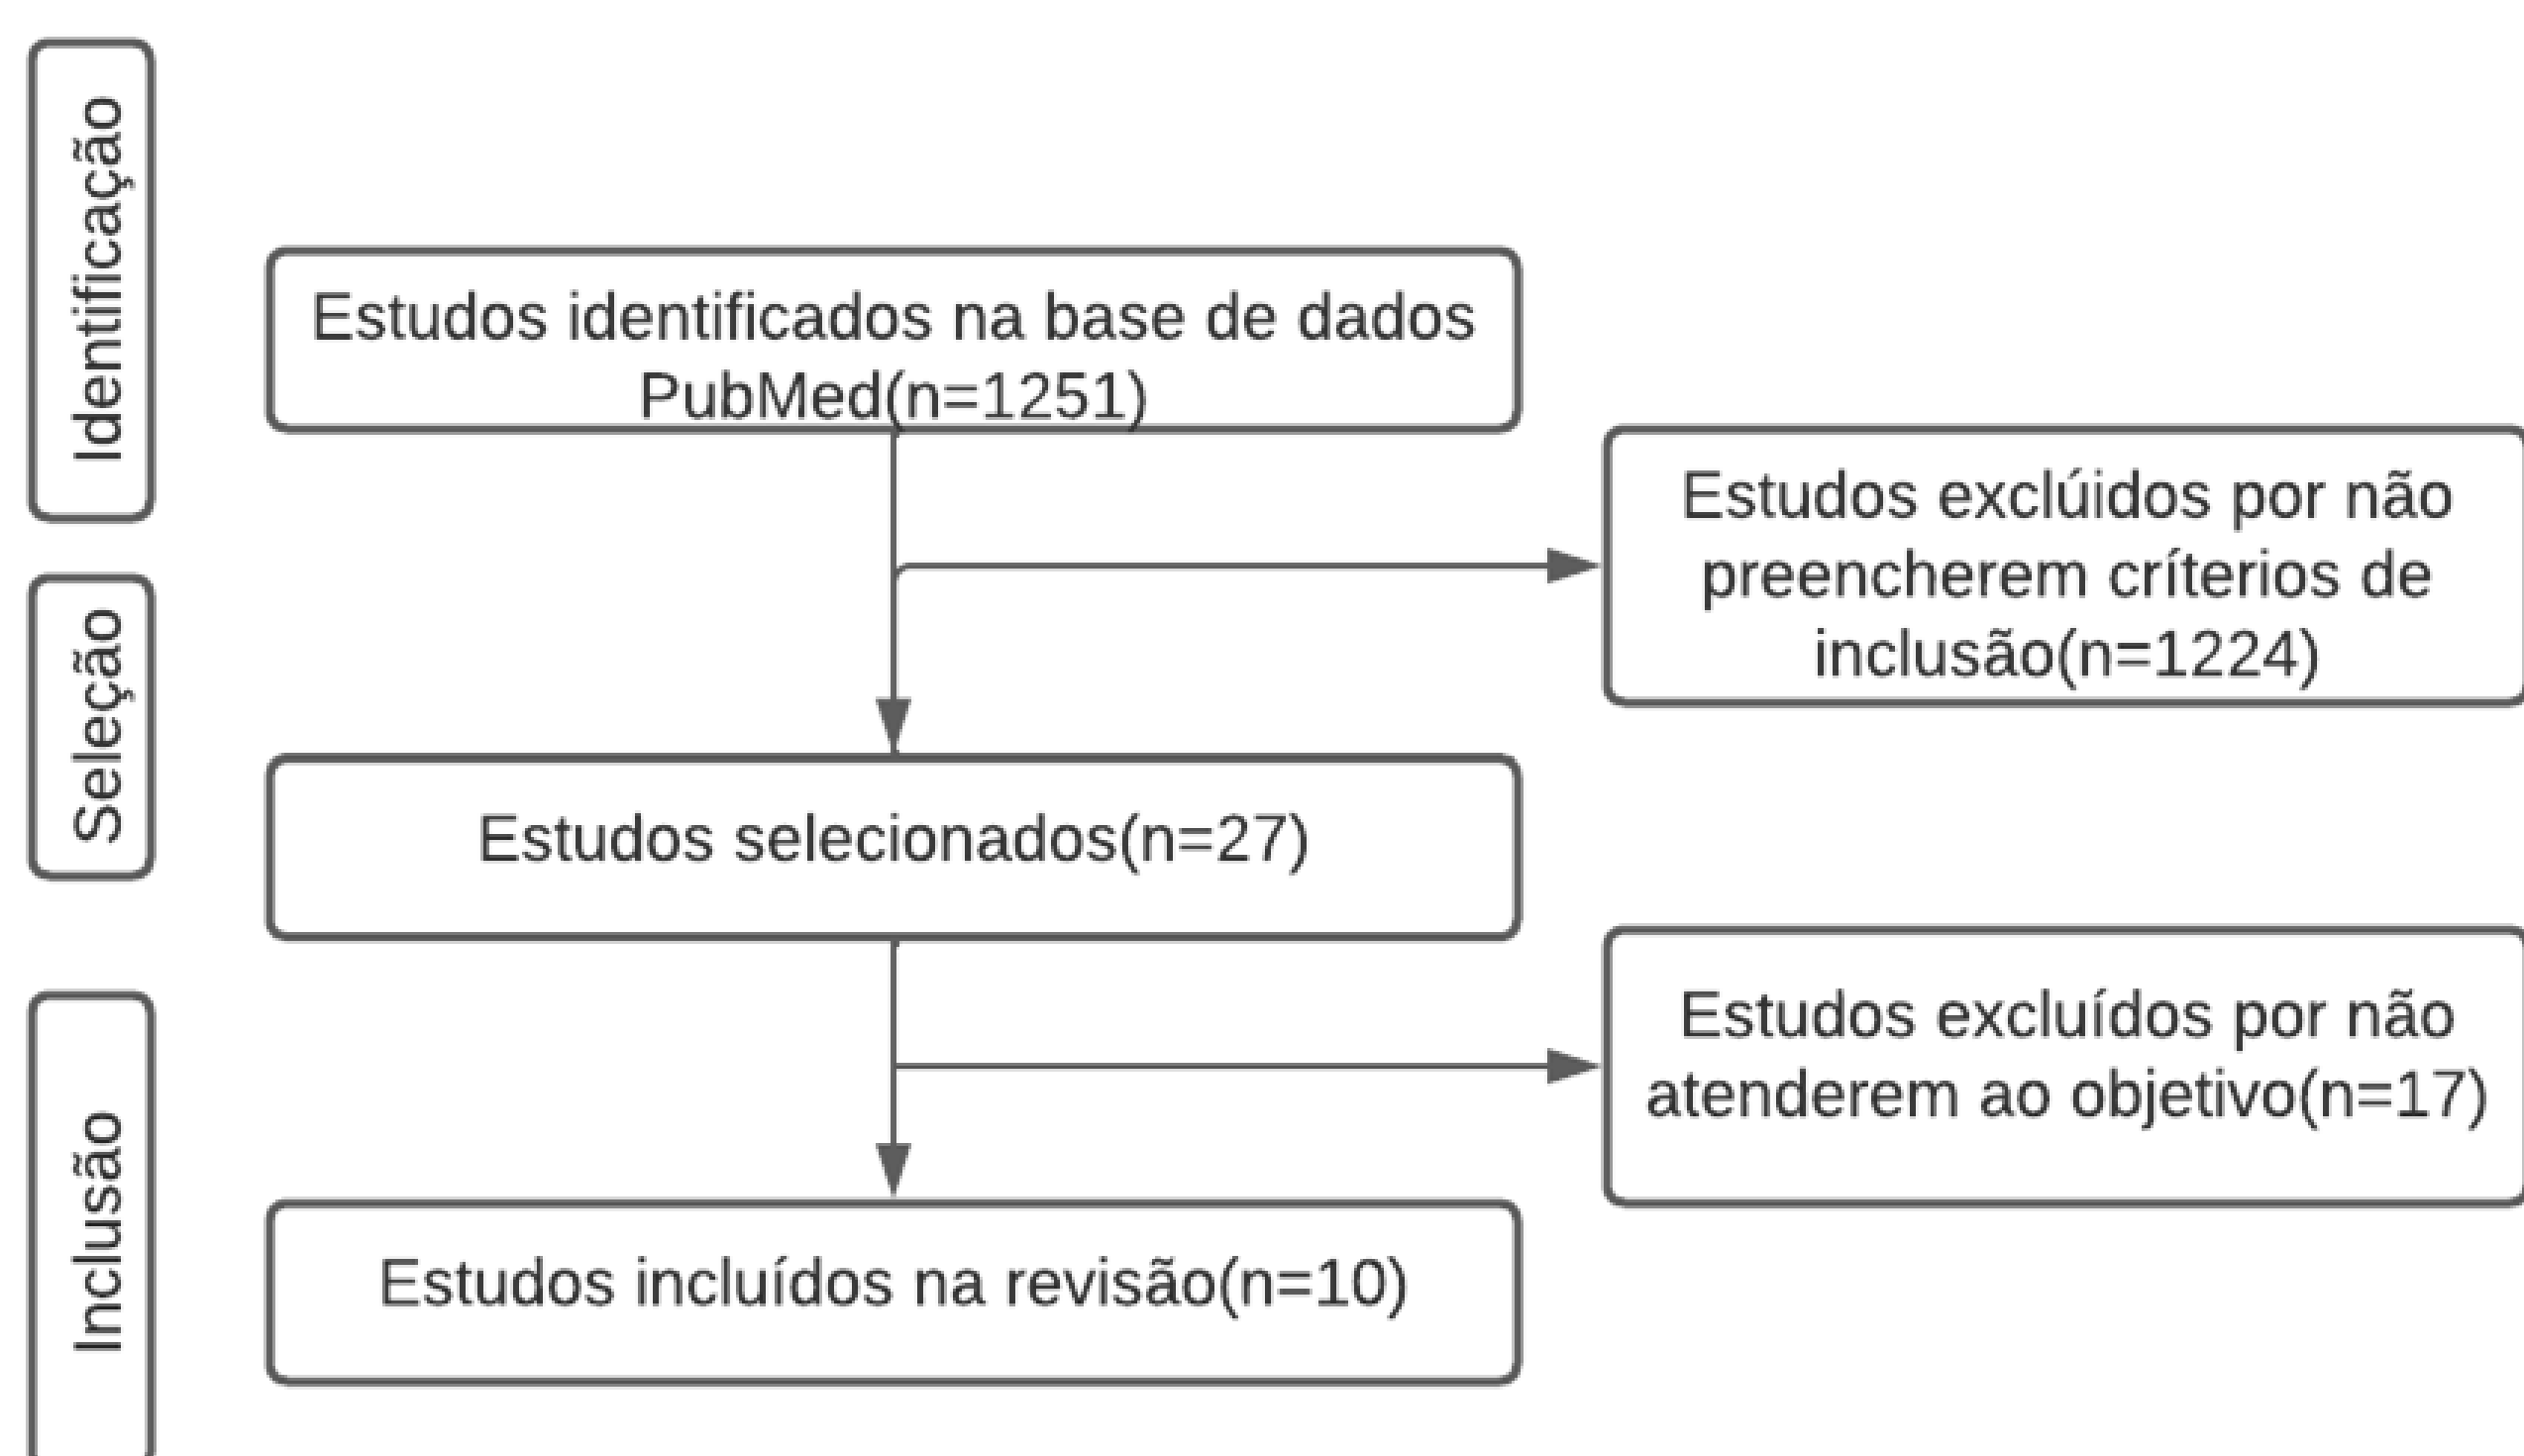 Identificação
Estudos identificados na base de dados
PubMed(n=1251)
Estudos exclúidos por não
preencherem críterios de
inclusão(n=1224)
Seleção
Estudos selecionados(n=27)
Estudos excluídos por não
atenderem ao objetivo(n=17)
Inclusão
Estudos incluídos na revisão(n=10)